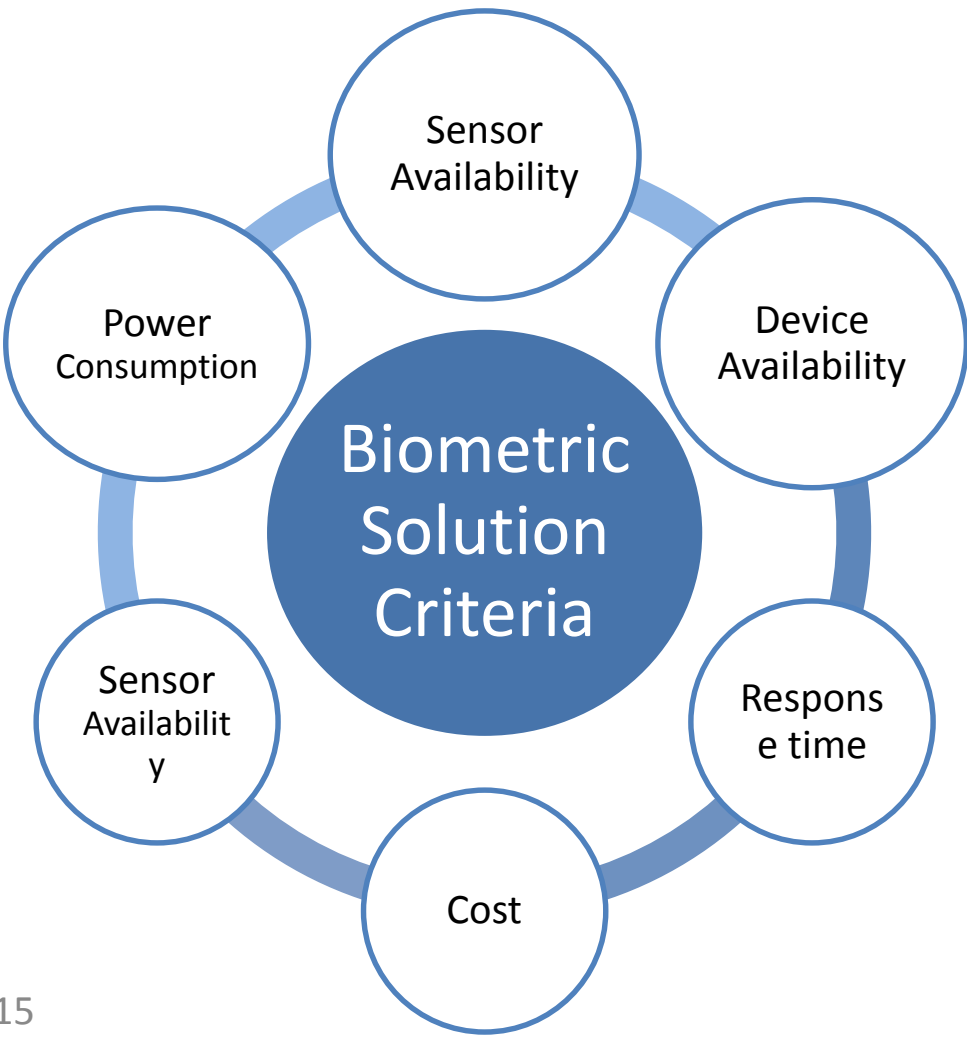 Sensor
Availability
Device
Availability
Power
Consumption
Biometric
Solution
Criteria
Sensor
Availabilit
y
Respons
e time
Cost
15